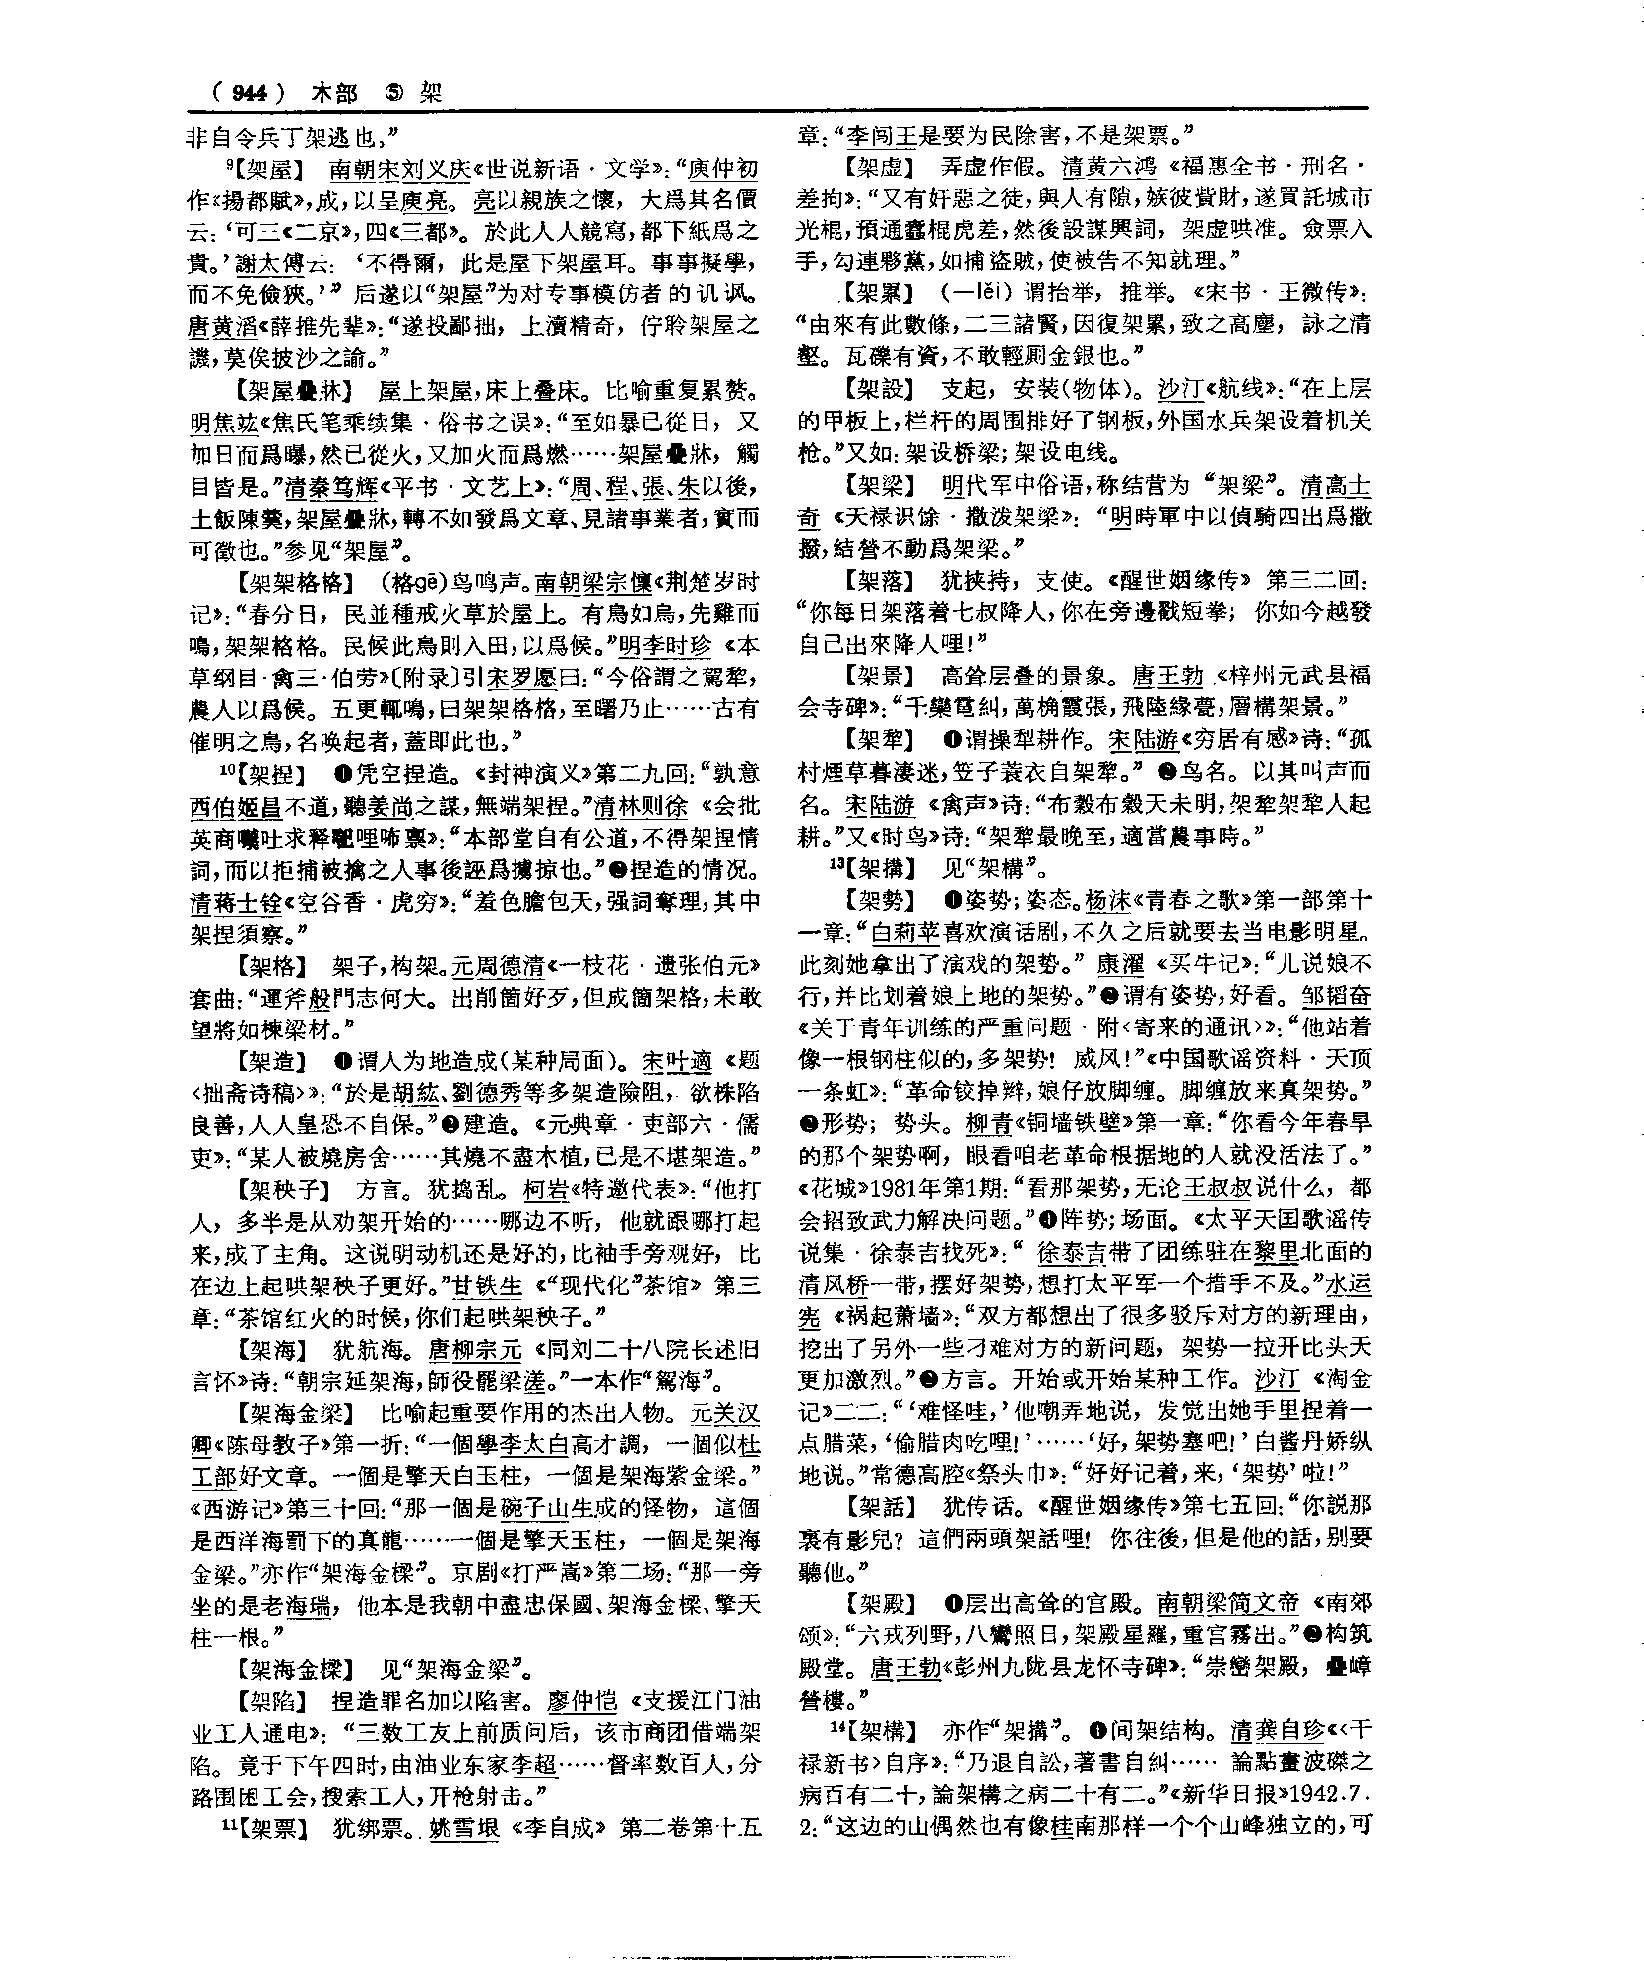 （944） 木部 ⑤ 架
非自令兵丁架逃也。”
⁹【架屋】 南朝宋刘义庆《世说新语·文学》：“庾仲初
作《揚都賦》，成，以呈庾亮。亮以親族之懷，大爲其名價
云：‘可三《二京》，四《三都》。於此人人競寫，都下紙爲之
貴。’謝太傅云：‘不得爾，此是屋下架屋耳。事事擬學，
而不免儉狹。’” 后遂以“架屋”为对专事模仿者的讥讽。
唐黄滔《薛推先辈》：“遂投鄙拙，上瀆精奇，佇聆架屋之
譏，莫俟披沙之諭。”
【架屋疊牀】 屋上架屋，床上叠床。比喻重复累赘。
明焦竑《焦氏笔乘续集·俗书之误》：“至如暴已從日，又
加日而爲曝，然已從火，又加火而爲燃……架屋疊牀，觸
目皆是。”清秦笃辉《平书·文艺上》：“周、程、張、朱以後，
土飯陳羹，架屋疊牀，轉不如發爲文章、見諸事業者，實而
可徵也。”参见“架屋”。
【架架格格】 （格gē）鸟鸣声。南朝梁宗懔《荆楚岁时
记》：“春分日，民並種戒火草於屋上。有鳥如烏，先雞而
鳴，架架格格。民候此鳥則入田，以爲候。”明李时珍《本
草纲目·禽三·伯劳》〔附录〕引宋罗愿曰：“今俗謂之駕犂，
農人以爲候。五更輒鳴，曰架架格格，至曙乃止……古有
催明之鳥，名唤起者，蓋即此也。”
¹⁰【架捏】 ❶凭空捏造。《封神演义》第二九回：“孰意
西伯姬昌不道，聽姜尚之謀，無端架捏。”清林则徐《会批
英商嚱吐求释𠹌哩咘禀》：“本部堂自有公道，不得架捏情
詞，而以拒捕被擒之人事後誣爲擄掠也。”❷捏造的情况。
清蒋士铨《空谷香·虎穷》：“羞色膽包天，强詞奪理，其中
架捏須察。”
【架格】 架子，构架。元周德清《一枝花·遗张伯元》
套曲：“運斧般門志何大。出削箇好歹，但成箇架格，未敢
望將如棟梁材。”
【架造】 ❶谓人为地造成（某种局面）。宋叶適《题
〈拙斋诗稿〉》：“於是胡紘、劉德秀等多架造險阻，欲株陷
良善，人人皇恐不自保。”❷建造。《元典章·吏部六·儒
吏》：“某人被燒房舍……其燒不盡木植，已是不堪架造。”
【架秧子】 方言。犹捣乱。柯岩《特邀代表》：“他打
人，多半是从劝架开始的……哪边不听，他就跟哪打起
来，成了主角。这说明动机还是好的，比袖手旁观好，比
在边上起哄架秧子更好。”甘铁生《“现代化”茶馆》第三
章：“茶馆红火的时候，你们起哄架秧子。”
【架海】 犹航海。唐柳宗元《同刘二十八院长述旧
言怀》诗：“朝宗延架海，師役罷梁溠。”一本作“駕海”。
【架海金梁】 比喻起重要作用的杰出人物。元关汉
卿《陈母教子》第一折：“一個學李太白高才調，一個似杜
工部好文章。一個是擎天白玉柱，一個是架海紫金梁。”
《西游记》第三十回：“那一個是碗子山生成的怪物，這個
是西洋海罰下的真龍……一個是擎天玉柱，一個是架海
金梁。”亦作“架海金樑”。京剧《打严嵩》第二场：“那一旁
坐的是老海瑞，他本是我朝中盡忠保國、架海金樑、擎天
柱一根。”
【架海金樑】 见“架海金梁”。
【架陷】 捏造罪名加以陷害。廖仲恺《支援江门油
业工人通电》：“三数工友上前质问后，该市商团借端架
陷。竟于下午四时，由油业东家李超……督率数百人，分
路围困工会，搜索工人，开枪射击。”
¹¹【架票】 犹绑票。姚雪垠《李自成》第二卷第十五
章：“李闯王是要为民除害，不是架票。”
【架虚】 弄虚作假。清黄六鸿《福惠全书·刑名·
差拘》：“又有奸惡之徒，與人有隙，嫉彼貲財，遂買託城市
光棍，預通蠹棍虎差，然後設謀興詞，架虚哄准。僉票入
手，勾連夥黨，如捕盗賊，使被告不知就理。”
【架累】 （—lěi）谓抬举，推举。《宋书·王微传》：
“由來有此數條，二三諸賢，因復架累，致之高塵，詠之清
壑。瓦礫有資，不敢輕厠金銀也。”
【架設】 支起，安装（物体）。沙汀《航线》：“在上层
的甲板上，栏杆的周围排好了钢板，外国水兵架设着机关
枪。”又如：架设桥梁；架设电线。
【架梁】 明代军中俗语，称结营为“架梁”。清高士
奇《天禄识馀·撒泼架梁》：“明時軍中以偵騎四出爲撒
撥，結營不動爲架梁。”
【架落】 犹挟持，支使。《醒世姻缘传》第三二回：
“你每日架落着七叔降人，你在旁邊戳短拳；你如今越發
自己出來降人哩！”
【架景】 高耸层叠的景象。唐王勃《梓州元武县福
会寺碑》：“千欒雹糾，萬桷霞張，飛陸緣甍，層構架景。”
【架犂】 ❶谓操犁耕作。宋陆游《穷居有感》诗：“孤
村煙草暮凄迷，笠子蓑衣自架犂。” ❷鸟名。以其叫声而
名。宋陆游《禽声》诗：“布穀布穀天未明，架犂架犂人起
耕。”又《时鸟》诗：“架犂最晚至，適當農事時。”
¹³【架搆】 见“架構”。
【架勢】 ❶姿势；姿态。杨沫《青春之歌》第一部第十
一章：“白莉苹喜欢演话剧，不久之后就要去当电影明星。
此刻她拿出了演戏的架势。” 康濯《买牛记》：“儿说娘不
行，并比划着娘上地的架势。”❷谓有姿势，好看。邹韬奋
《关于青年训练的严重问题·附〈寄来的通讯〉》：“他站着
像一根钢柱似的，多架势！威风！”《中国歌谣资料·天顶
一条虹》：“革命铰掉辫，娘仔放脚缠。脚缠放来真架势。”
❸形势；势头。柳青《铜墙铁壁》第一章：“你看今年春旱
的那个架势啊，眼看咱老革命根据地的人就没活法了。”
《花城》1981年第1期：“看那架势，无论王叔叔说什么，都
会招致武力解决问题。”❹阵势；场面。《太平天国歌谣传
说集·徐泰吉找死》：“徐泰吉带了团练驻在黎里北面的
清风桥一带，摆好架势，想打太平军一个措手不及。”水运
宪《祸起萧墙》：“双方都想出了很多驳斥对方的新理由，
挖出了另外一些刁难对方的新问题，架势一拉开比头天
更加激烈。”❺方言。开始或开始某种工作。沙汀《淘金
记》二二：“‘难怪哇，’他嘲弄地说，发觉出她手里捏着一
点腊菜，‘偷腊肉吃哩！’……‘好，架势塞吧！’白酱丹娇纵
地说。”常德高腔《祭头巾》：“好好记着，来，‘架势’啦！”
【架話】 犹传话。《醒世姻缘传》第七五回：“你説那
裏有影兒？這們兩頭架話哩！你往後，但是他的話，别要
聽他。”
【架殿】 ❶层出高耸的宫殿。南朝梁简文帝《南郊
颂》：“六戎列野，八鸞照日，架殿星羅，重宫霧出。”❷构筑
殿堂。唐王勃《彭州九陇县龙怀寺碑》：“崇巒架殿，疊嶂
營樓。”
¹⁴【架構】 亦作“架搆”。❶间架结构。清龚自珍《〈干
禄新书〉自序》：“乃退自訟，著書自糾…… 論點畫波磔之
病百有二十，論架構之病二十有二。”《新华日报》1942.7.
2：“这边的山偶然也有像桂南那样一个个山峰独立的，可